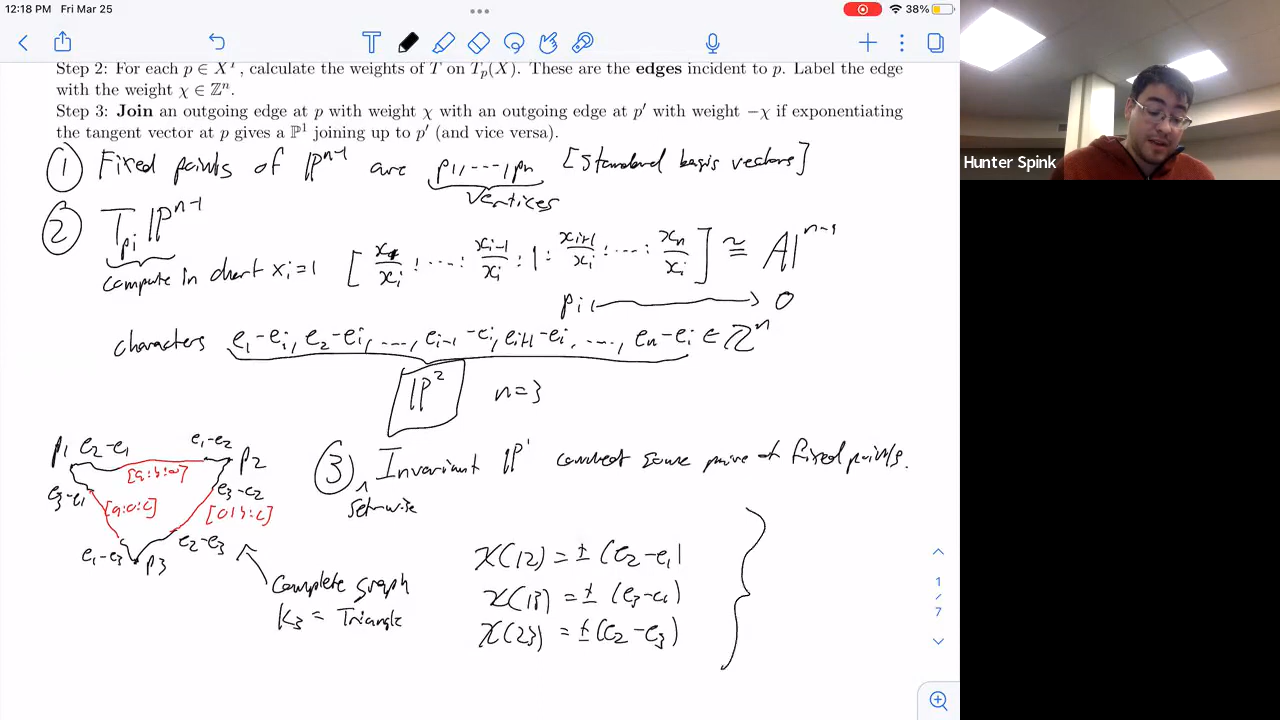 12:18 PM Fri Mar 25
38%
Step 2: For each p ∈ X^T, calculate the weights of T on T_p(X). These are the edges incident to p. Label the edge
with the weight χ ∈ Z^n.
Step 3: Join an outgoing edge at p with weight χ with an outgoing edge at p′ with weight −χ if exponentiating
the tangent vector at p gives a P^1 joining up to p′ (and vice versa).
① Fixed points of P^{n-1} are p_1, ..., p_n [Standard basis vectors]
vertices
② T_{p_i} P^{n-1}
compute in chart x_i=1 [x_1/x_i : ... : x_{i-1}/x_i : 1 : x_{i+1}/x_i : ... : x_n/x_i] ≅ A^{n-1}
p_i ⟼ 0
characters e_1-e_i, e_2-e_i, ..., e_{i-1}-e_i, e_{i+1}-e_i, ..., e_n-e_i ∈ Z^n
P^2 n=3
p_1 e_2-e_1 e_1-e_2 p_2
[a:b:0]
e_3-e_1 [a:0:c] e_3-e_2 [0:b:c]
e_1-e_3 p_3 e_2-e_3
③ Invariant P^1 connect some pair of fixed points.
^ setwise
Complete graph
K_3 = Triangle
χ(12) = ± (e_2-e_1)
χ(13) = ± (e_3-e_1)
χ(23) = ± (e_2-e_3)
1
/
7
Hunter Spink